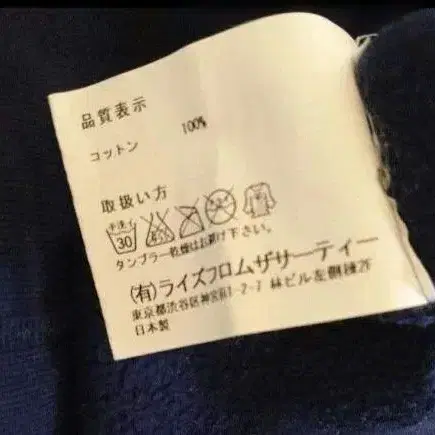 品質表示
コットン 100%
取扱い方
手洗イ
30
タンブラー乾燥はお避け下さい。
(有)ライズフロムザサーティー
東京都渋谷区神宮前1-2-7 林ビル左側棟2F
日本製